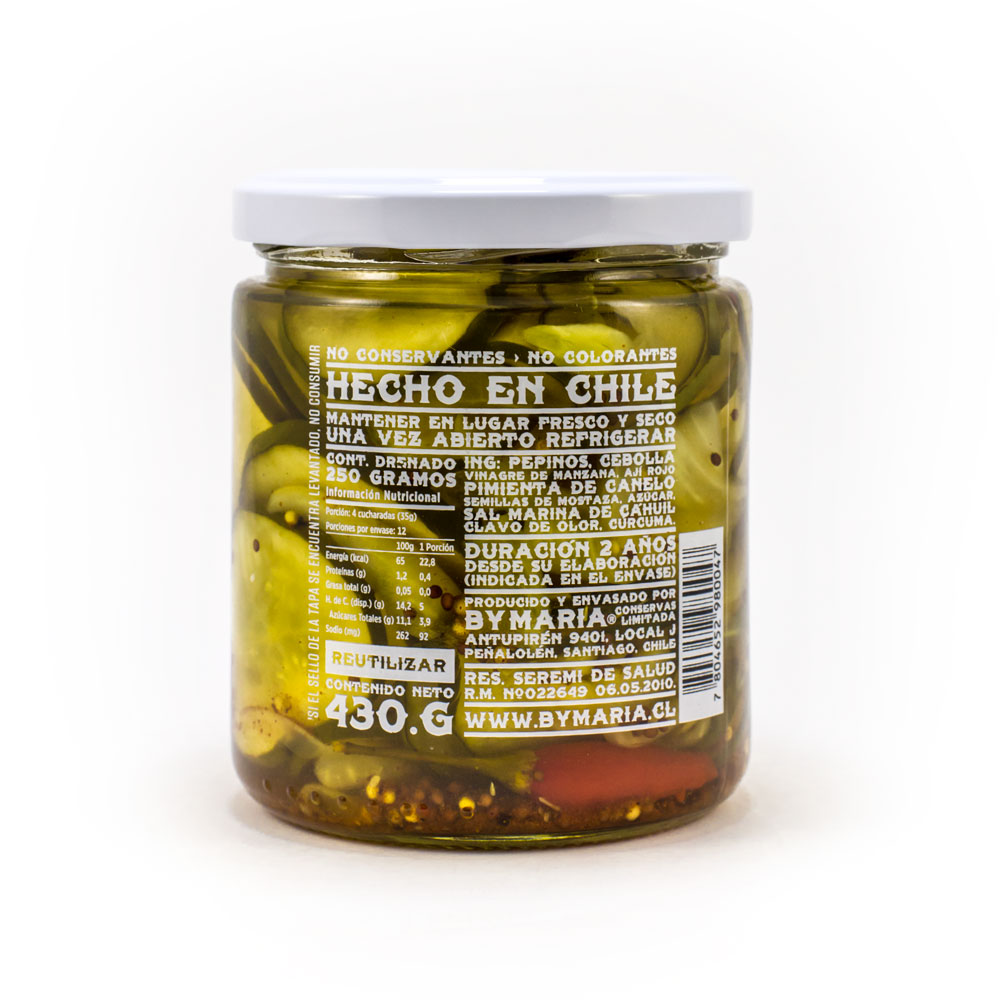 NO CONSERVANTES › NO COLORANTES
HECHO EN CHILE
MANTENER EN LUGAR FRESCO Y SECO
UNA VEZ ABIERTO REFRIGERAR
CONT. DRENADO
250 GRAMOS
Información Nutricional
Porción: 4 cucharadas (35g)
Porciones por envase: 12
100g 1 Porción
Energía (kcal) 65 22,8
Proteínas (g) 1,2 0,4
Grasa total (g) 0,05 0,0
H. de C. (disp.) (g) 14,2 5
Azúcares Totales (g) 11,1 3,9
Sodio (mg) 262 92
REUTILIZAR
CONTENIDO NETO
430.G
ING: PEPINOS, CEBOLLA
VINAGRE DE MANZANA, AJÍ ROJO
PIMIENTA DE CANELO
SEMILLAS DE MOSTAZA, AZÚCAR,
SAL MARINA DE CÁHUIL
CLAVO DE OLOR, CÚRCUMA.
DURACIÓN 2 AÑOS
DESDE SU ELABORACIÓN
(INDICADA EN EL ENVASE)
PRODUCIDO Y ENVASADO POR
BYMARIA® CONSERVAS LIMITADA
ANTUPIRÉN 9401, LOCAL J
PEÑALOLÉN, SANTIAGO, CHILE
RES. SEREMI DE SALUD
R.M. Nº022649 06.05.2010.
WWW.BYMARIA.CL
SI EL SELLO DE LA TAPA SE ENCUENTRA LEVANTADO, NO CONSUMIR
7 804652 980047